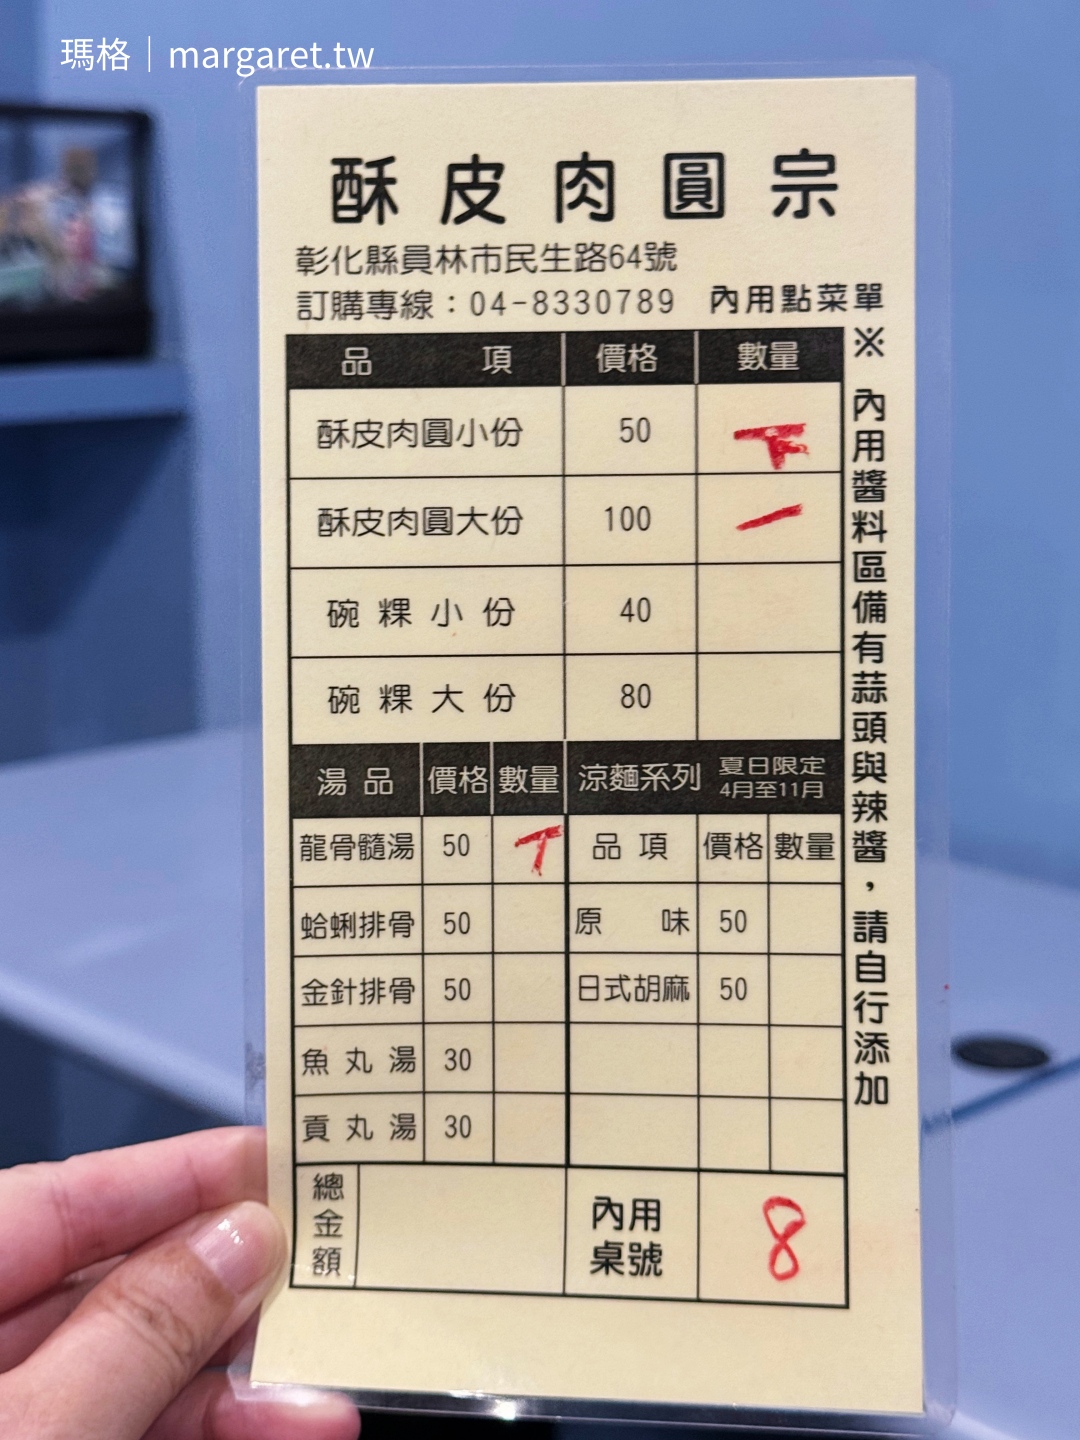 瑪格｜margaret.tw
酥皮肉圓宗
彰化縣員林市民生路64號
訂購專線：04-8330789 內用點菜單
品項 價格 數量
酥皮肉圓小份 50
酥皮肉圓大份 100 一
碗粿小份 40
碗粿大份 80
湯品 價格 數量 涼麵系列 夏日限定
4月至11月
龍骨髓湯 50 品項 價格 數量
蛤蜊排骨 50 原味 50
金針排骨 50 日式胡麻 50
魚丸湯 30
貢丸湯 30
總金額 內用
桌號 8
※內用醬料區備有蒜頭與辣醬，請自行添加